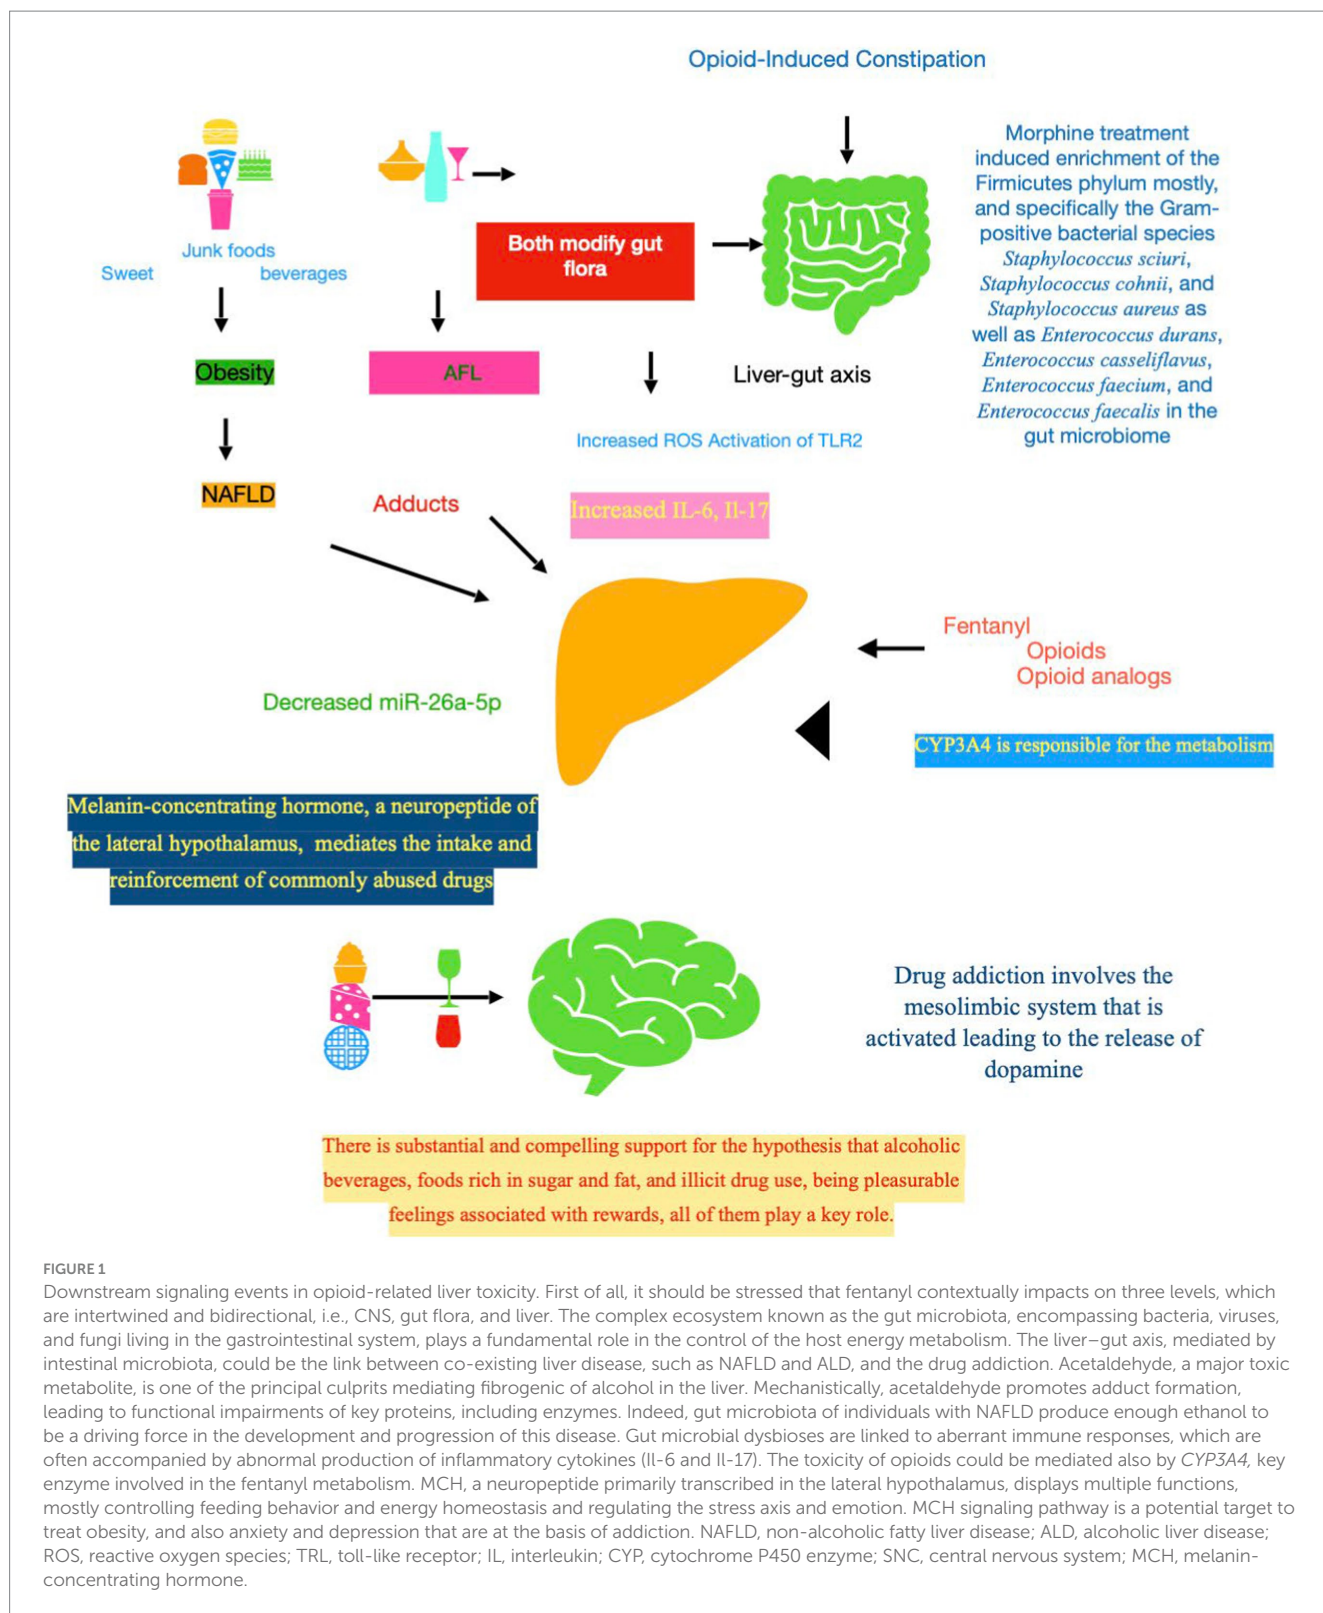 Opioid-Induced Constipation
Morphine treatment
induced enrichment of the
Firmicutes phylum mostly,
and specifically the Gram-
positive bacterial species
Staphylococcus sciuri,
Staphylococcus cohnii, and
Staphylococcus aureus as
well as Enterococcus durans,
Enterococcus casseliflavus,
Enterococcus faecium, and
Enterococcus faecalis in the
gut microbiome
Junk foods
Sweet beverages
Both modify gut
flora
Obesity
AFL
Liver-gut axis
Increased ROS Activation of TLR2
NAFLD
Adducts
Increased IL-6, Il-17
Fentanyl
Opioids
Opioid analogs
Decreased miR-26a-5p
CYP3A4 is responsible for the metabolism
Melanin-concentrating hormone, a neuropeptide of
the lateral hypothalamus, mediates the intake and
reinforcement of commonly abused drugs
Drug addiction involves the
mesolimbic system that is
activated leading to the release of
dopamine
There is substantial and compelling support for the hypothesis that alcoholic
beverages, foods rich in sugar and fat, and illicit drug use, being pleasurable
feelings associated with rewards, all of them play a key role.
FIGURE 1
Downstream signaling events in opioid-related liver toxicity. First of all, it should be stressed that fentanyl contextually impacts on three levels, which
are intertwined and bidirectional, i.e., CNS, gut flora, and liver. The complex ecosystem known as the gut microbiota, encompassing bacteria, viruses,
and fungi living in the gastrointestinal system, plays a fundamental role in the control of the host energy metabolism. The liver–gut axis, mediated by
intestinal microbiota, could be the link between co-existing liver disease, such as NAFLD and ALD, and the drug addiction. Acetaldehyde, a major toxic
metabolite, is one of the principal culprits mediating fibrogenic of alcohol in the liver. Mechanistically, acetaldehyde promotes adduct formation,
leading to functional impairments of key proteins, including enzymes. Indeed, gut microbiota of individuals with NAFLD produce enough ethanol to
be a driving force in the development and progression of this disease. Gut microbial dysbioses are linked to aberrant immune responses, which are
often accompanied by abnormal production of inflammatory cytokines (Il-6 and Il-17). The toxicity of opioids could be mediated also by CYP3A4, key
enzyme involved in the fentanyl metabolism. MCH, a neuropeptide primarily transcribed in the lateral hypothalamus, displays multiple functions,
mostly controlling feeding behavior and energy homeostasis and regulating the stress axis and emotion. MCH signaling pathway is a potential target to
treat obesity, and also anxiety and depression that are at the basis of addiction. NAFLD, non-alcoholic fatty liver disease; ALD, alcoholic liver disease;
ROS, reactive oxygen species; TRL, toll-like receptor; IL, interleukin; CYP, cytochrome P450 enzyme; SNC, central nervous system; MCH, melanin-
concentrating hormone.